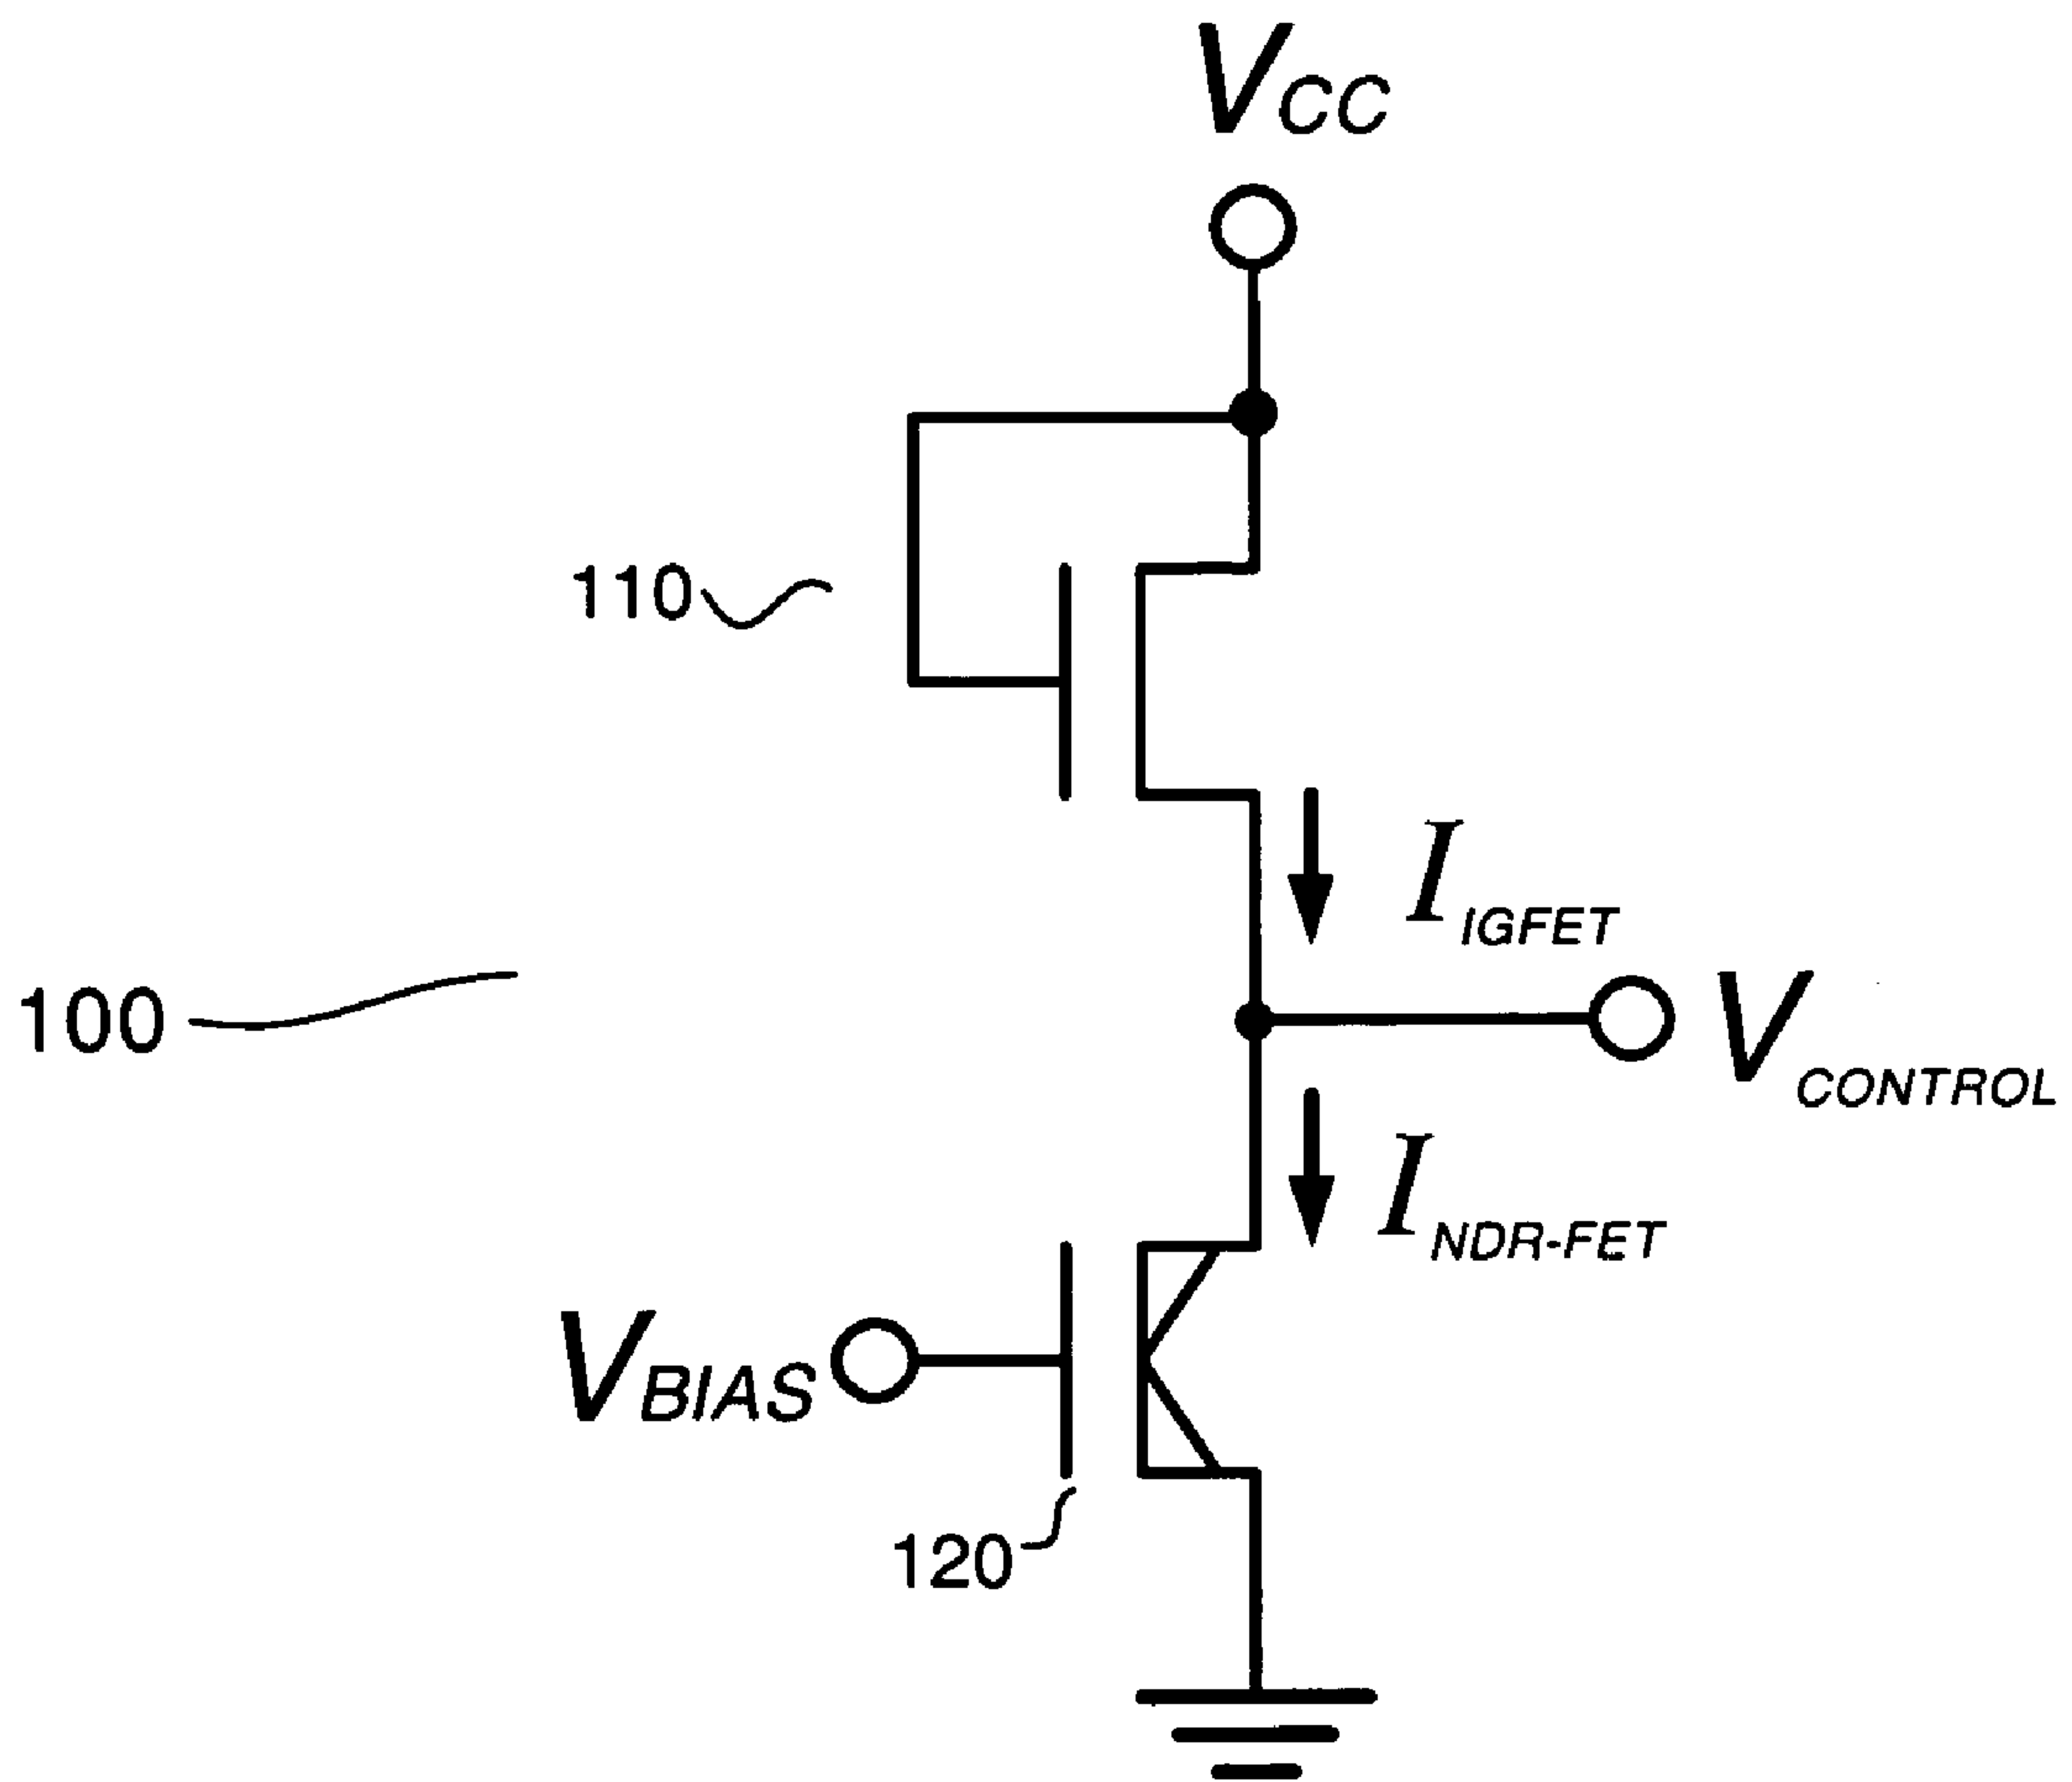 VCC
110
IIGFET
100
VCONTROL
INDR-FET
VBIAS
120